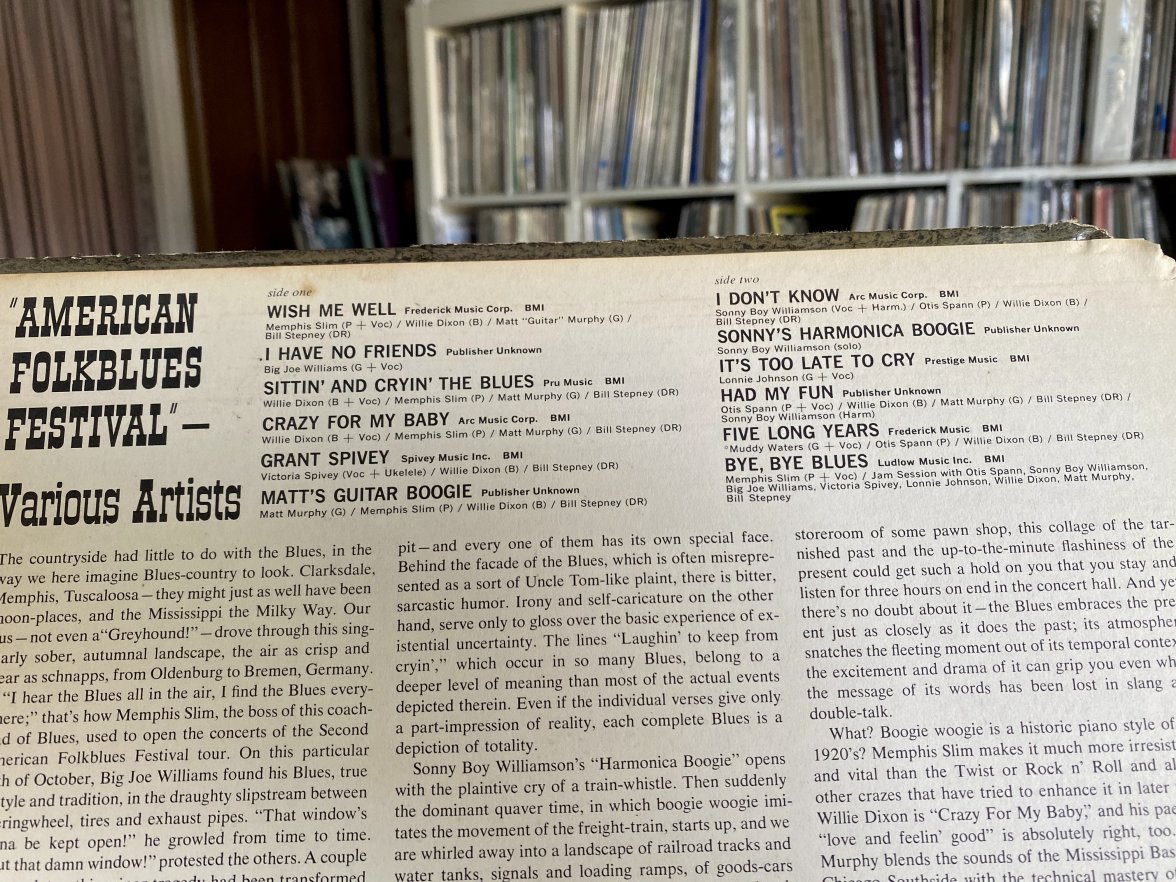 "AMERICAN
FOLKBLUES
FESTIVAL"—
Various Artists
side one
WISH ME WELL Frederick Music Corp. BMI
Memphis Slim (P + Voc) / Willie Dixon (B) / Matt "Guitar" Murphy (G) /
Bill Stepney (DR)
I HAVE NO FRIENDS Publisher Unknown
Big Joe Williams (G + Voc)
SITTIN' AND CRYIN' THE BLUES Pru Music BMI
Willie Dixon (B + Voc) / Memphis Slim (P) / Matt Murphy (G) / Bill Stepney (DR)
CRAZY FOR MY BABY Arc Music Corp. BMI
Willie Dixon (B + Voc) / Memphis Slim (P) / Matt Murphy (G) / Bill Stepney (DR)
GRANT SPIVEY Spivey Music Inc. BMI
Victoria Spivey (Voc + Ukelele) / Willie Dixon (B) / Bill Stepney (DR)
MATT'S GUITAR BOOGIE Publisher Unknown
Matt Murphy (G) / Memphis Slim (P) / Willie Dixon (B) / Bill Stepney (DR)
side two
I DON'T KNOW Arc Music Corp. BMI
Sonny Boy Williamson (Voc + Harm.) / Otis Spann (P) / Willie Dixon (B) /
Bill Stepney (DR)
SONNY'S HARMONICA BOOGIE Publisher Unknown
Sonny Boy Williamson (solo)
IT'S TOO LATE TO CRY Prestige Music BMI
Lonnie Johnson (G + Voc)
HAD MY FUN Publisher Unknown
Otis Spann (P + Voc) / Willie Dixon (B) / Matt Murphy (G) / Bill Stepney (DR) /
Sonny Boy Williamson (Harm)
FIVE LONG YEARS Frederick Music BMI
*Muddy Waters (G + Voc) / Otis Spann (P) / Willie Dixon (B) / Bill Stepney (DR)
BYE, BYE BLUES Ludlow Music Inc. BMI
Memphis Slim (P + Voc) / Jam Session with Otis Spann, Sonny Boy Williamson,
Big Joe Williams, Victoria Spivey, Lonnie Johnson, Willie Dixon, Matt Murphy,
Bill Stepney
The countryside had little to do with the Blues, in the
way we here imagine Blues-country to look. Clarksdale,
Memphis, Tuscaloosa—they might just as well have been
moon-places, and the Mississippi the Milky Way. Our
us—not even a "Greyhound!"—drove through this sing-
arly sober, autumnal landscape, the air as crisp and
ear as schnapps, from Oldenburg to Bremen, Germany.
"I hear the Blues all in the air, I find the Blues every-
here;" that's how Memphis Slim, the boss of this coach-
d of Blues, used to open the concerts of the Second
merican Folkblues Festival tour. On this particular
th of October, Big Joe Williams found his Blues, true
tyle and tradition, in the draughty slipstream between
eringwheel, tires and exhaust pipes. "That window's
na be kept open!" he growled from time to time.
ut that damn window!" protested the others. A couple
had been transformed
pit—and every one of them has its own special face.
Behind the facade of the Blues, which is often misrepre-
sented as a sort of Uncle Tom-like plaint, there is bitter,
sarcastic humor. Irony and self-caricature on the other
hand, serve only to gloss over the basic experience of ex-
istential uncertainty. The lines "Laughin' to keep from
cryin'," which occur in so many Blues, belong to a
deeper level of meaning than most of the actual events
depicted therein. Even if the individual verses give only
a part-impression of reality, each complete Blues is a
depiction of totality.
Sonny Boy Williamson's "Harmonica Boogie" opens
with the plaintive cry of a train-whistle. Then suddenly
the dominant quaver time, in which boogie woogie imi-
tates the movement of the freight-train, starts up, and we
are whirled away into a landscape of railroad tracks and
water tanks, signals and loading ramps, of goods-cars
storeroom of some pawn shop, this collage of the tar-
nished past and the up-to-the-minute flashiness of the
present could get such a hold on you that you stay and
listen for three hours on end in the concert hall. And ye
there's no doubt about it—the Blues embraces the pre
ent just as closely as it does the past; its atmospher
snatches the fleeting moment out of its temporal contex
the excitement and drama of it can grip you even wh
the message of its words has been lost in slang a
double-talk.
What? Boogie woogie is a historic piano style of
1920's? Memphis Slim makes it much more irresist
and vital than the Twist or Rock n' Roll and al
other crazes that have tried to enhance it in later
Willie Dixon is "Crazy For My Baby," and his pae
"love and feelin' good" is absolutely right, too.
Murphy blends the sounds of the Mississippi Bas
Chicago Southside with the technical mastery of